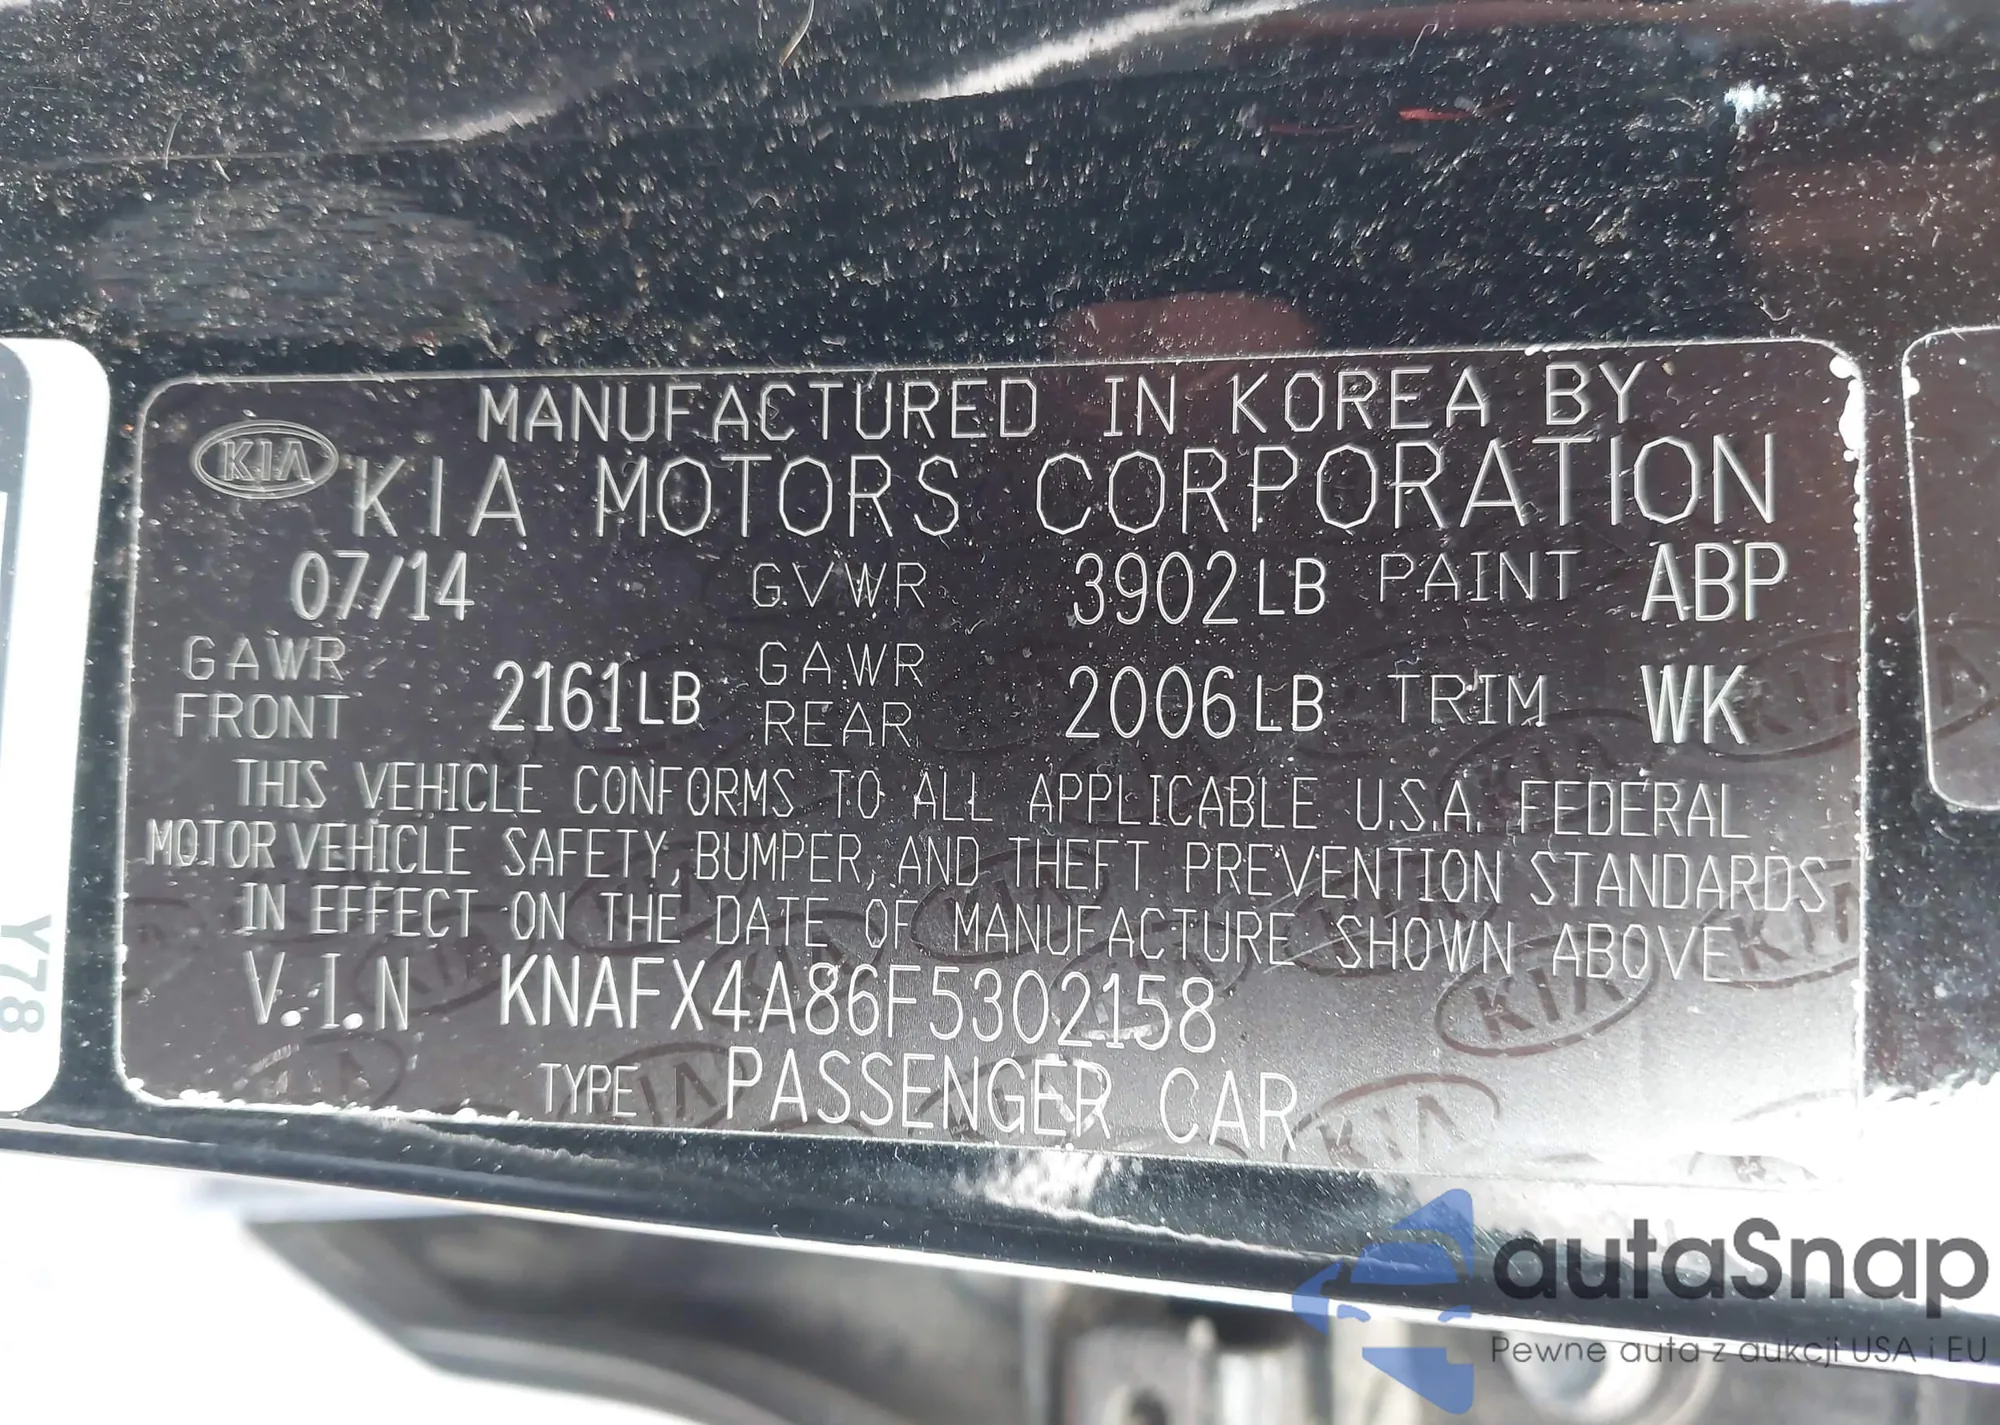 MANUFACTURED IN KOREA BY
KIA KIA MOTORS CORPORATION
07/14 GVWR 3902LB PAINT ABP
GAWR FRONT 2161LB GAWR REAR 2006LB TRIM WK
THIS VEHICLE CONFORMS TO ALL APPLICABLE U.S.A. FEDERAL
MOTOR VEHICLE SAFETY, BUMPER, AND THEFT PREVENTION STANDARDS
IN EFFECT ON THE DATE OF MANUFACTURE SHOWN ABOVE
V.I.N KNAFX4A86F5302158
TYPE PASSENGER CAR
Y78
autaSnap
Pewne auta z aukcji USA i EU